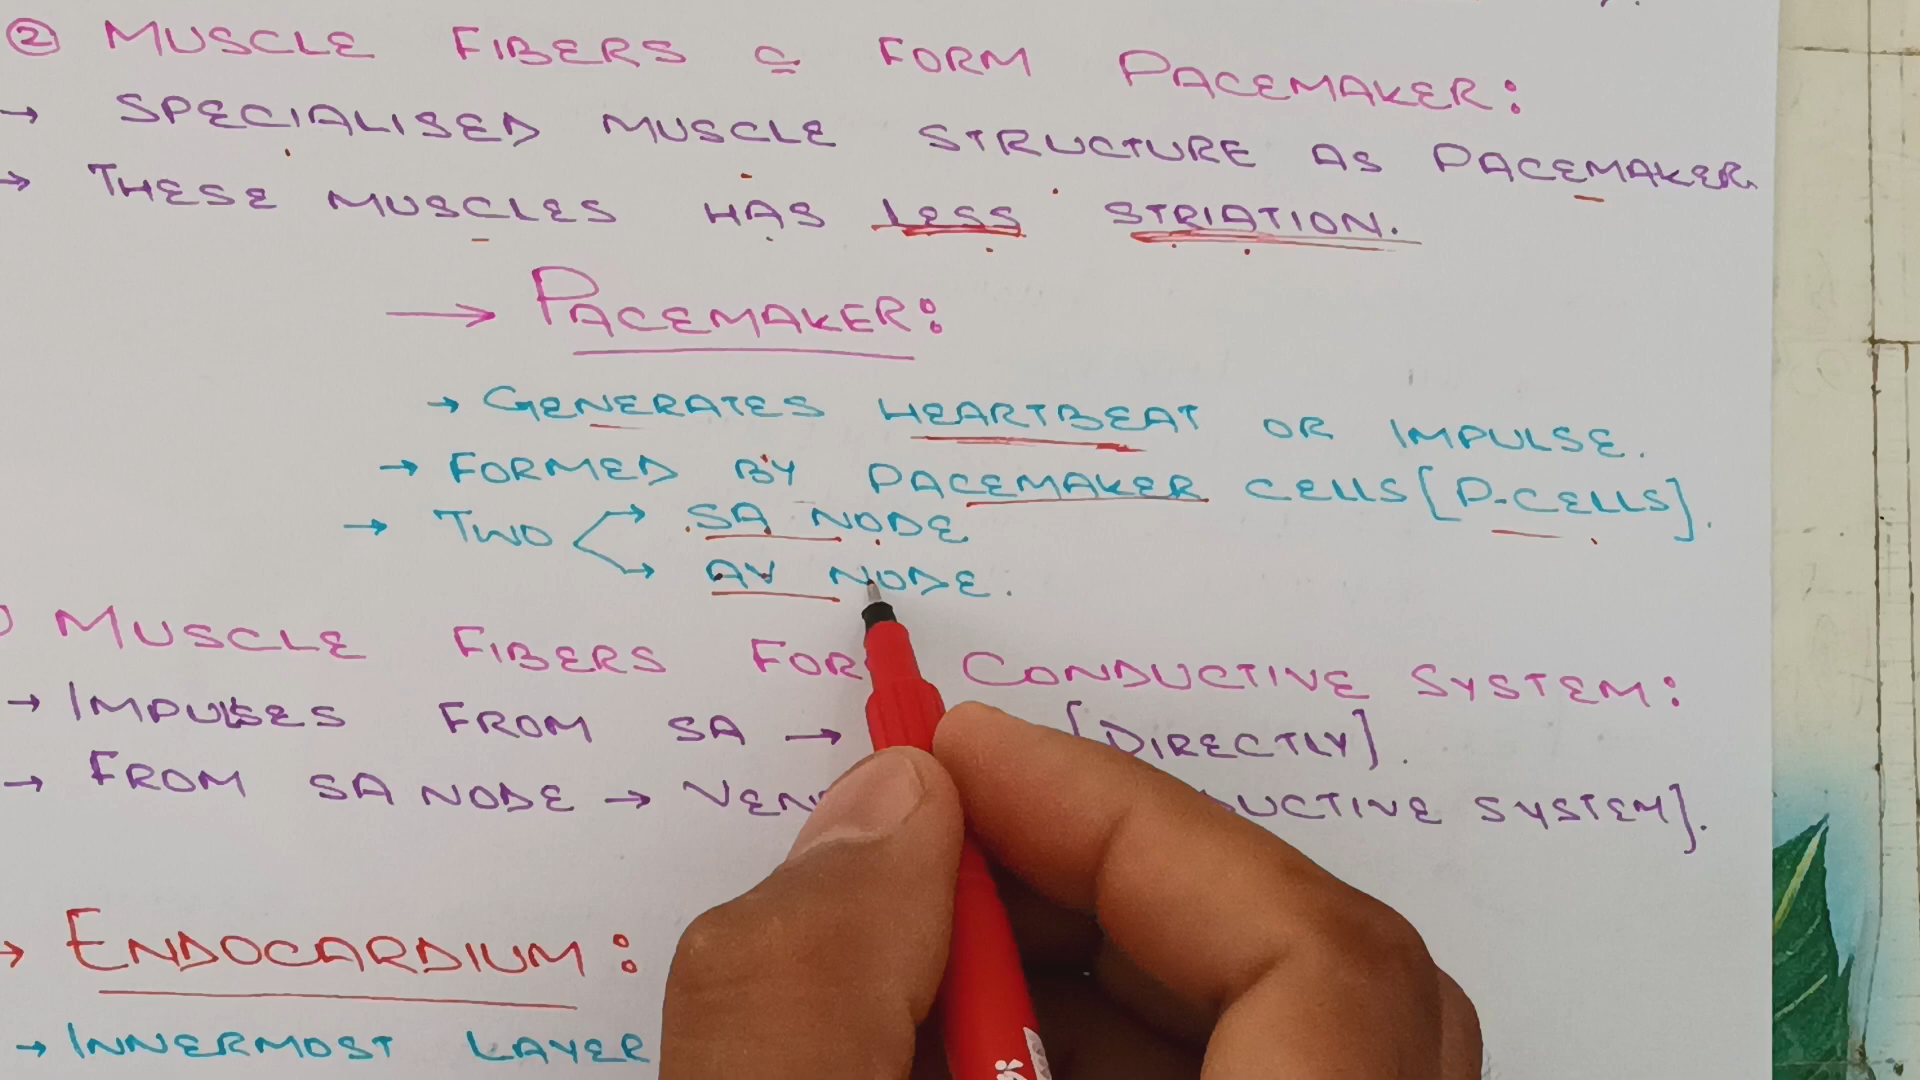 ② MUSCLE FIBERS c̲ FORM PACEMAKER:
→ SPECIALISED MUSCLE STRUCTURE AS PACEMAKER.
→ THESE MUSCLES HAS LESS STRIATION.
→ PACEMAKER:
→ GENERATES HEARTBEAT OR IMPULSE.
→ FORMED BY PACEMAKER CELLS [P-CELLS].
→ TWO → SA NODE
→ AV NODE.
MUSCLE FIBERS FOR CONDUCTIVE SYSTEM:
→ IMPULSES FROM SA → [DIRECTLY].
→ FROM SA NODE → SYSTEM].
→ ENDOCARDIUM:
→ INNERMOST LAYER